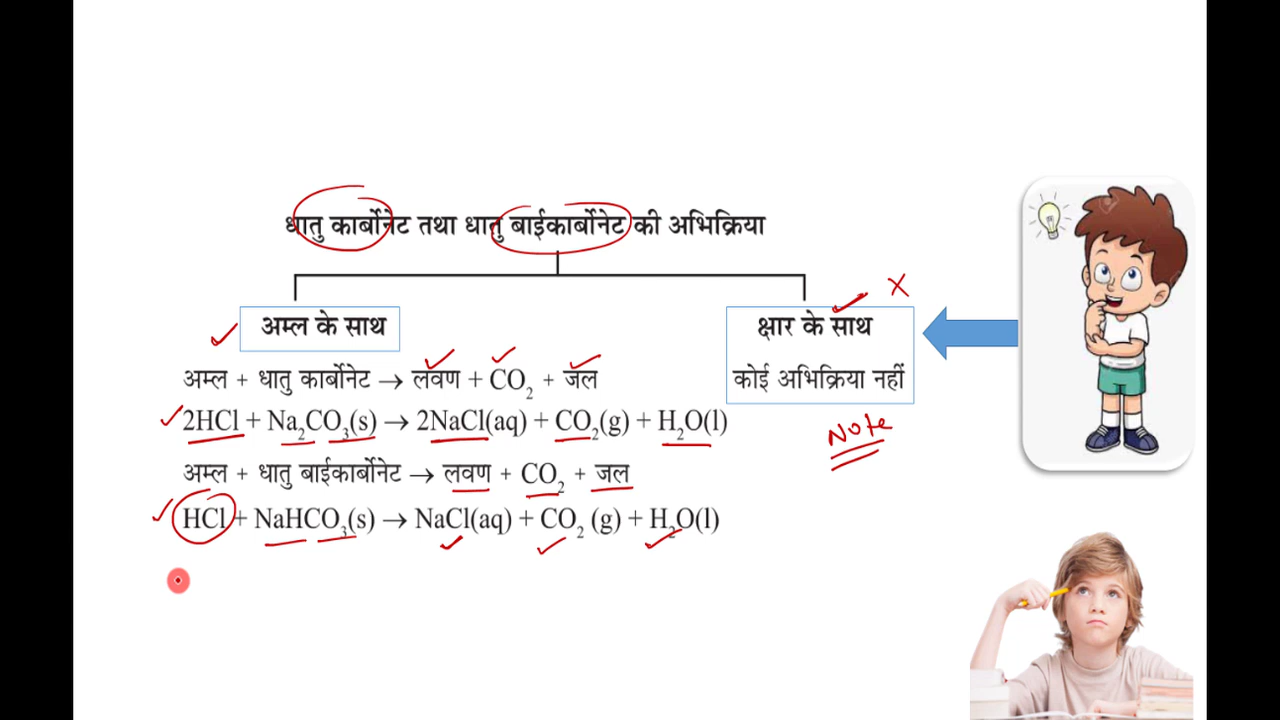 धातु कार्बोनेट तथा धातु बाईकार्बोनेट की अभिक्रिया
अम्ल के साथ
अम्ल + धातु कार्बोनेट → लवण + CO₂ + जल
2HCl + Na₂CO₃(s) → 2NaCl(aq) + CO₂(g) + H₂O(l)
अम्ल + धातु बाईकार्बोनेट → लवण + CO₂ + जल
HCl + NaHCO₃(s) → NaCl(aq) + CO₂ (g) + H₂O(l)
क्षार के साथ
कोई अभिक्रिया नहीं
Note